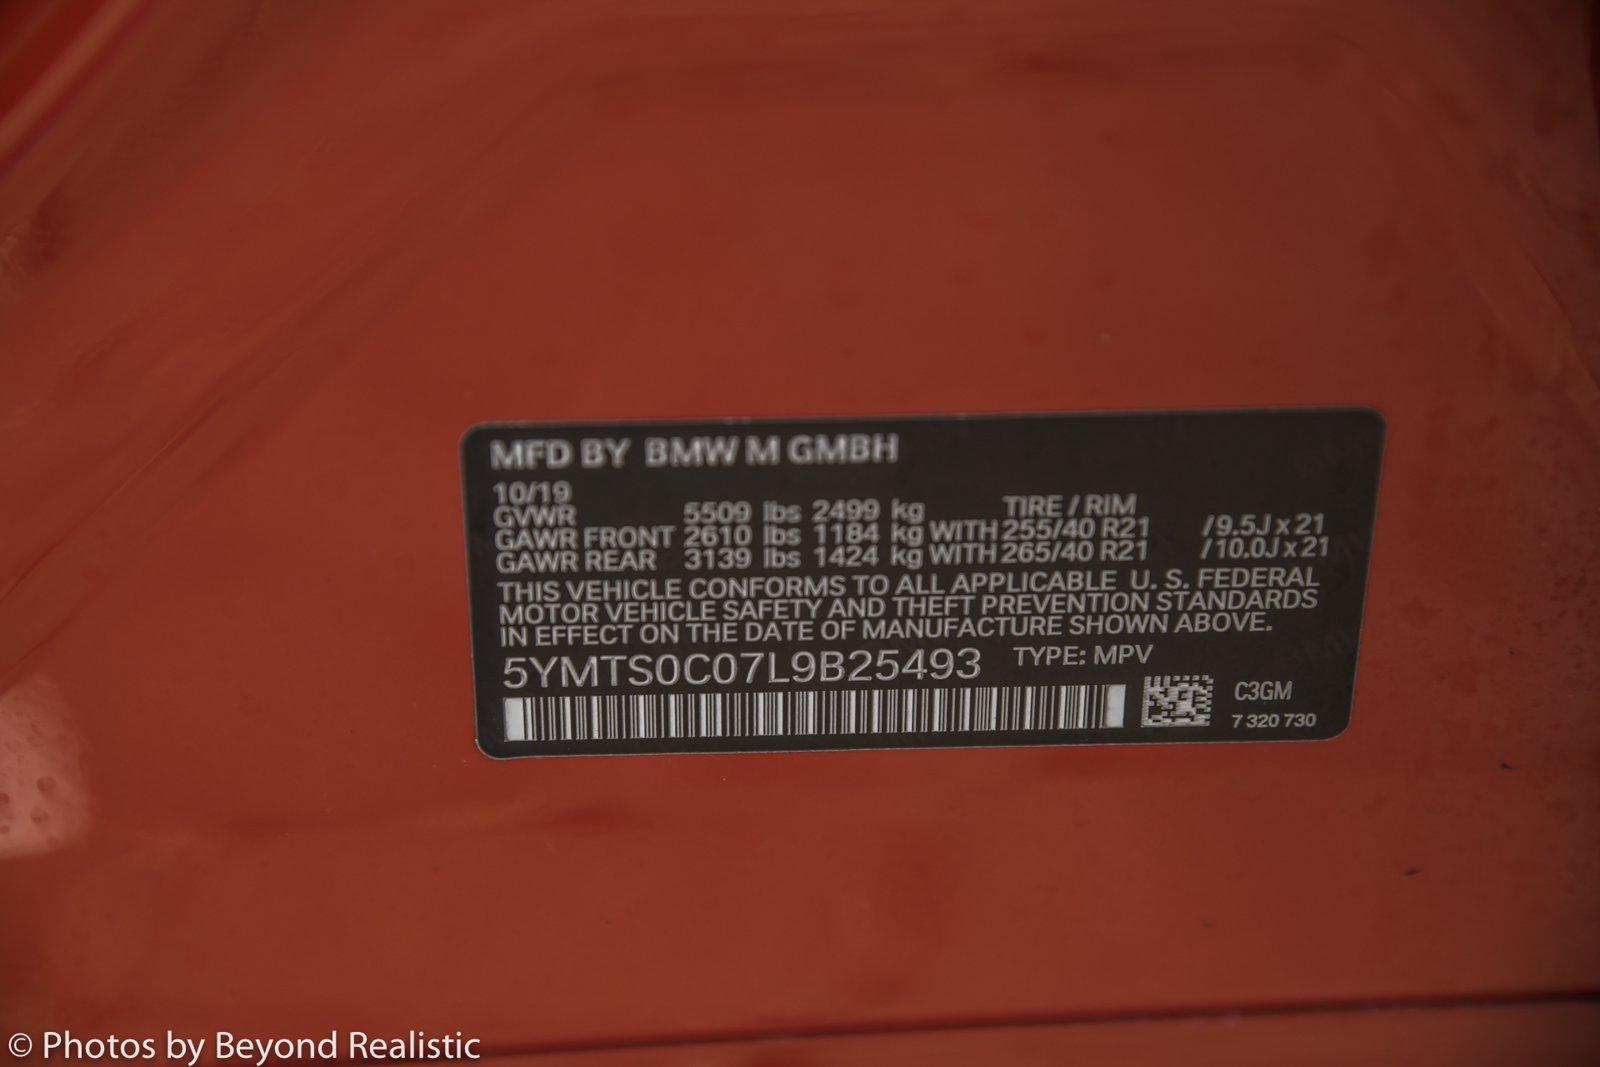 MFD BY BMW M GMBH
10/19
GVWR 5509 lbs 2499 kg TIRE / RIM
GAWR FRONT 2610 lbs 1184 kg WITH 255/40 R21 /9.5J x 21
GAWR REAR 3139 lbs 1424 kg WITH 265/40 R21 /10.0J x 21
THIS VEHICLE CONFORMS TO ALL APPLICABLE U. S. FEDERAL
MOTOR VEHICLE SAFETY AND THEFT PREVENTION STANDARDS
IN EFFECT ON THE DATE OF MANUFACTURE SHOWN ABOVE.
5YMTS0C07L9B25493 TYPE: MPV
C3GM
7 320 730
© Photos by Beyond Realistic